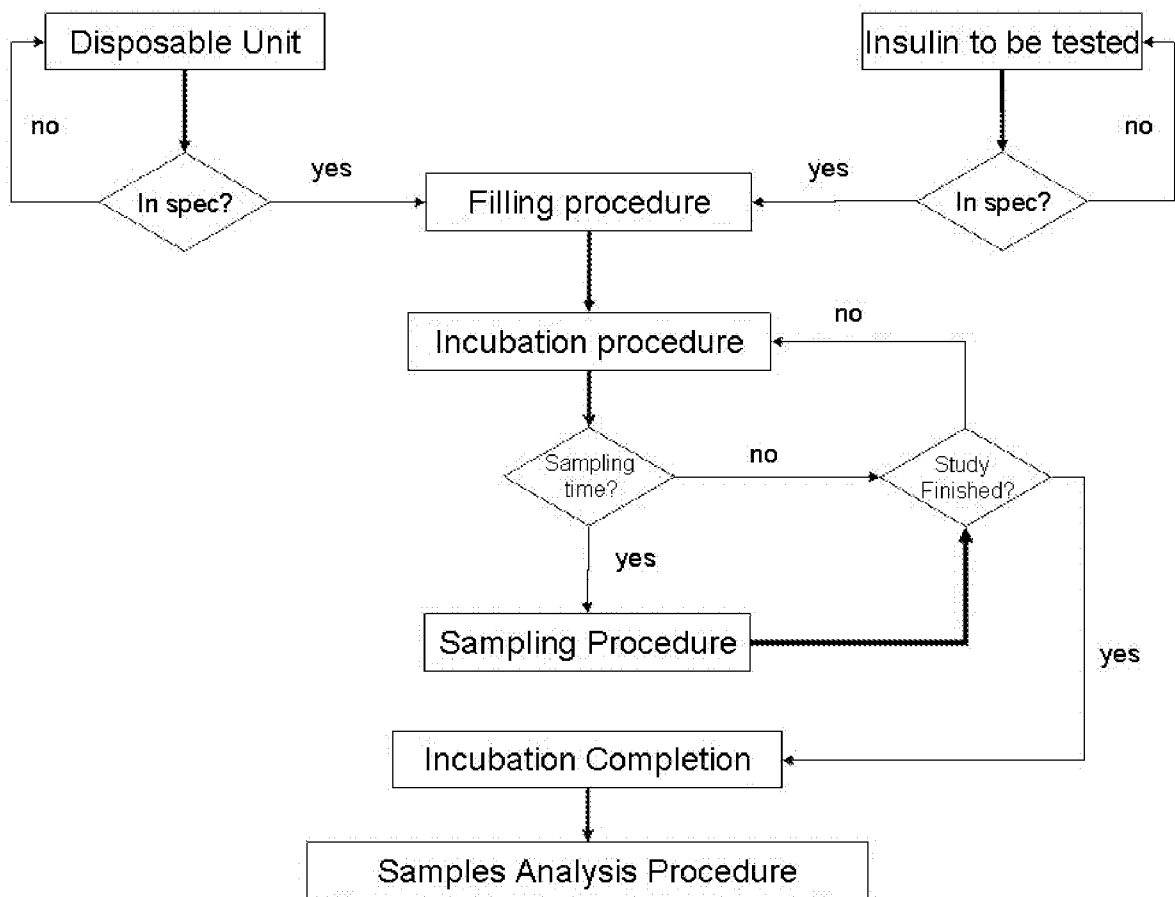 Disposable Unit
Insulin to be tested
no
no
yes
yes
In spec?
Filling procedure
In spec?
no
Incubation procedure
Sampling
time?
no
Study
Finished?
yes
Sampling Procedure
yes
Incubation Completion
Samples Analysis Procedure